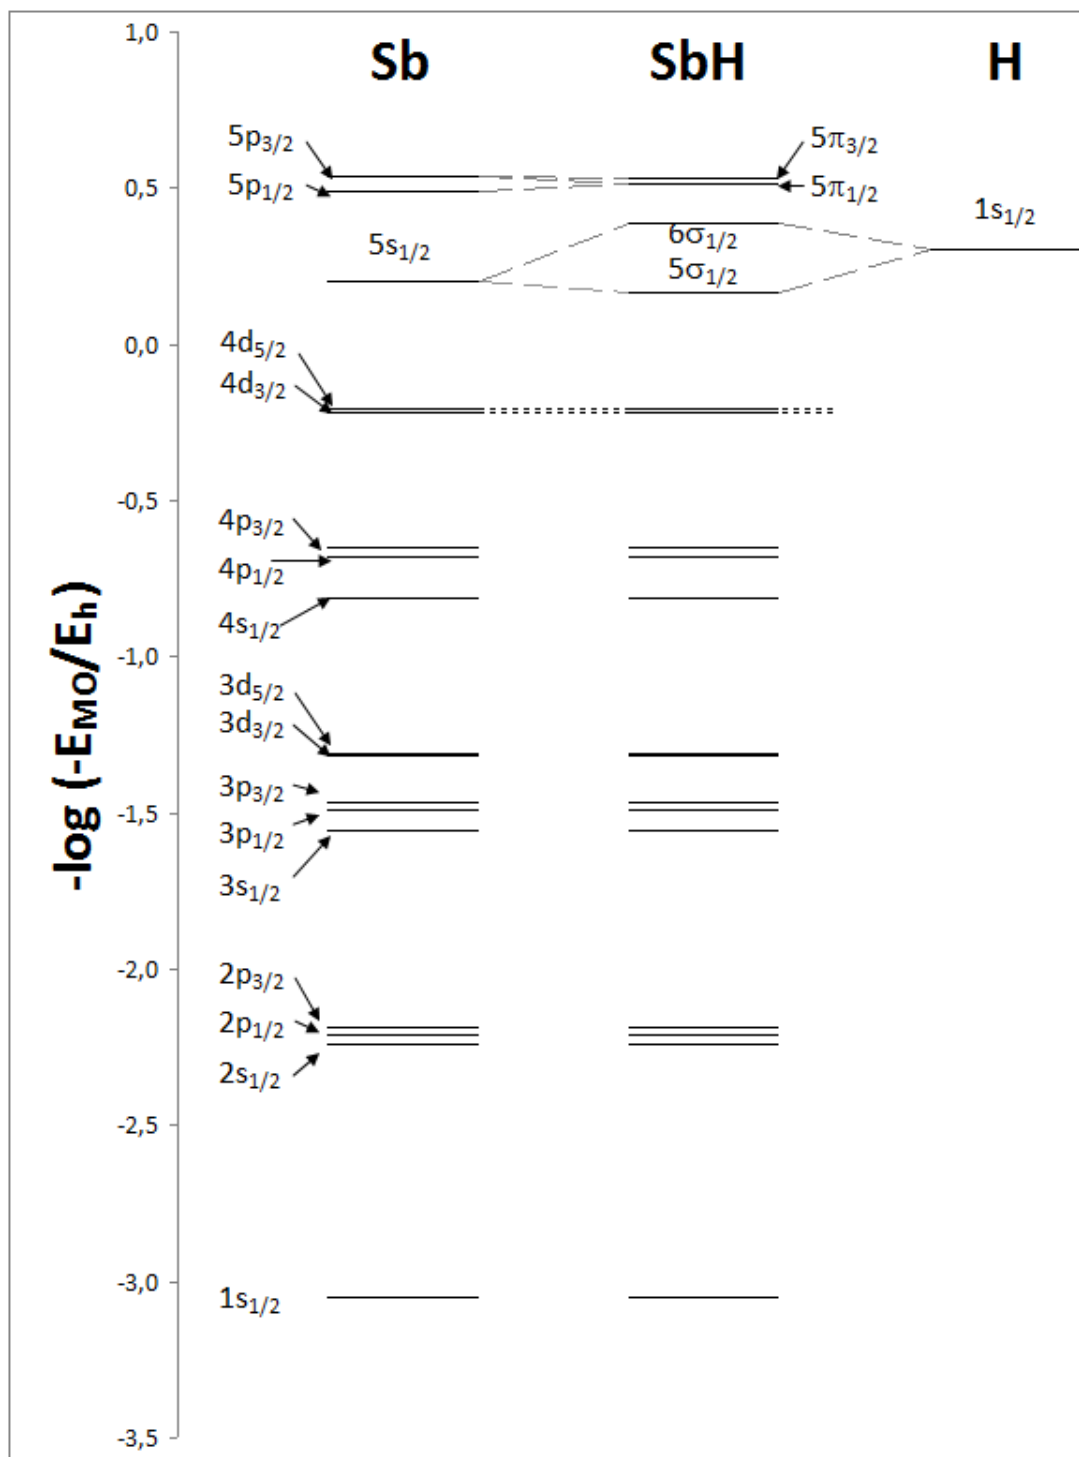 1,0
Sb
SbH
H
5p3/2
5π3/2
0,5
5p1/2
5π1/2
1s1/2
5s1/2
6σ1/2
5σ1/2
0,0
4d5/2
4d3/2
-0,5
4p3/2
4p1/2
4s1/2
-log (-EMO/Eh)
-1,0
3d5/2
3d3/2
3p3/2
-1,5
3p1/2
3s1/2
-2,0
2p3/2
2p1/2
2s1/2
-2,5
-3,0
1s1/2
-3,5